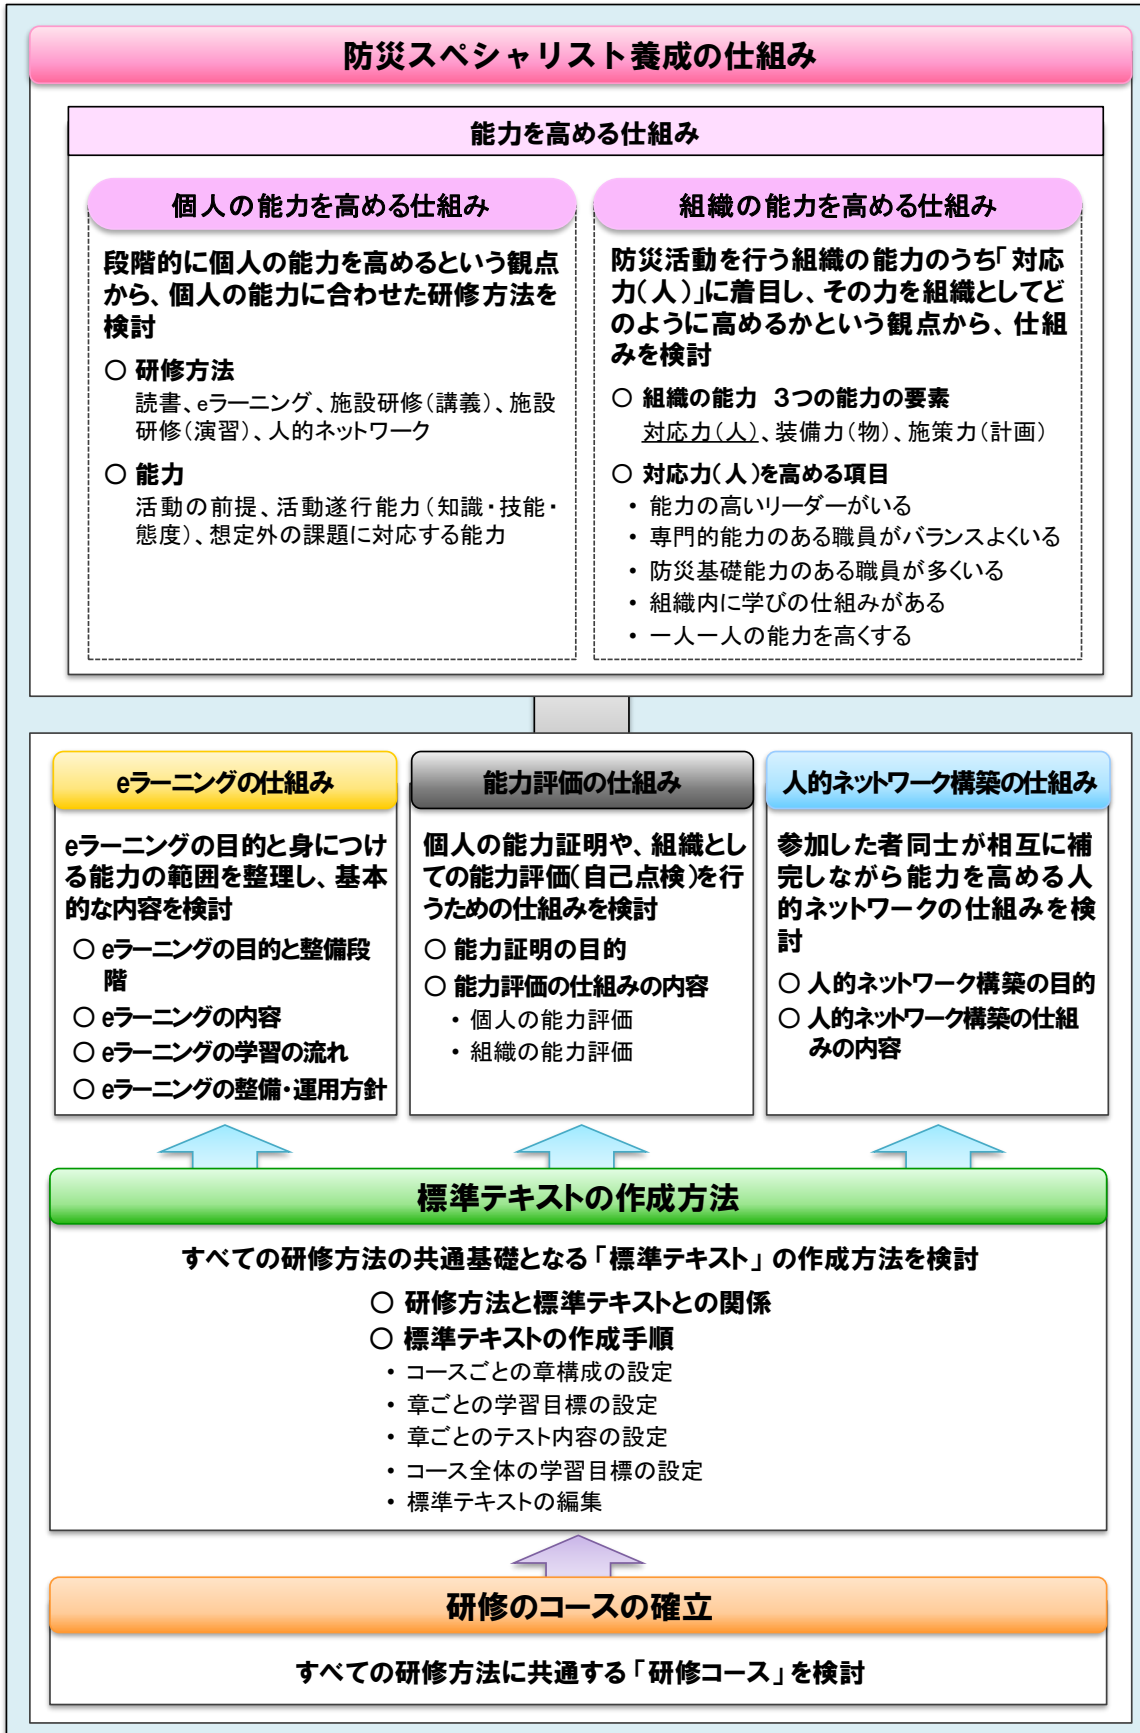 防災スペシャリスト養成の仕組み
能力を高める仕組み
個人の能力を高める仕組み
段階的に個人の能力を高めるという観点
から、個人の能力に合わせた研修方法を
検討
○ 研修方法
読書、eラーニング、施設研修（講義）、施設
研修（演習）、人的ネットワーク
○ 能力
活動の前提、活動遂行能力（知識・技能・
態度）、想定外の課題に対応する能力
組織の能力を高める仕組み
防災活動を行う組織の能力のうち「対応
力（人）」に着目し、その力を組織としてど
のように高めるかという観点から、仕組
みを検討
○ 組織の能力 3つの能力の要素
対応力（人）、装備力（物）、施策力（計画）
○ 対応力（人）を高める項目
• 能力の高いリーダーがいる
• 専門的能力のある職員がバランスよくいる
• 防災基礎能力のある職員が多くいる
• 組織内に学びの仕組みがある
• 一人一人の能力を高くする
eラーニングの仕組み
eラーニングの目的と身につけ
る能力の範囲を整理し、基本
的な内容を検討
○ eラーニングの目的と整備段
階
○ eラーニングの内容
○ eラーニングの学習の流れ
○ eラーニングの整備・運用方針
能力評価の仕組み
個人の能力証明や、組織とし
ての能力評価（自己点検）を行
うための仕組みを検討
○ 能力証明の目的
○ 能力評価の仕組みの内容
• 個人の能力評価
• 組織の能力評価
人的ネットワーク構築の仕組み
参加した者同士が相互に補
完しながら能力を高める人
的ネットワークの仕組みを検
討
○ 人的ネットワーク構築の目的
○ 人的ネットワーク構築の仕組
みの内容
標準テキストの作成方法
すべての研修方法の共通基礎となる「標準テキスト」の作成方法を検討
○ 研修方法と標準テキストとの関係
○ 標準テキストの作成手順
• コースごとの章構成の設定
• 章ごとの学習目標の設定
• 章ごとのテスト内容の設定
• コース全体の学習目標の設定
• 標準テキストの編集
研修のコースの確立
すべての研修方法に共通する「研修コース」を検討